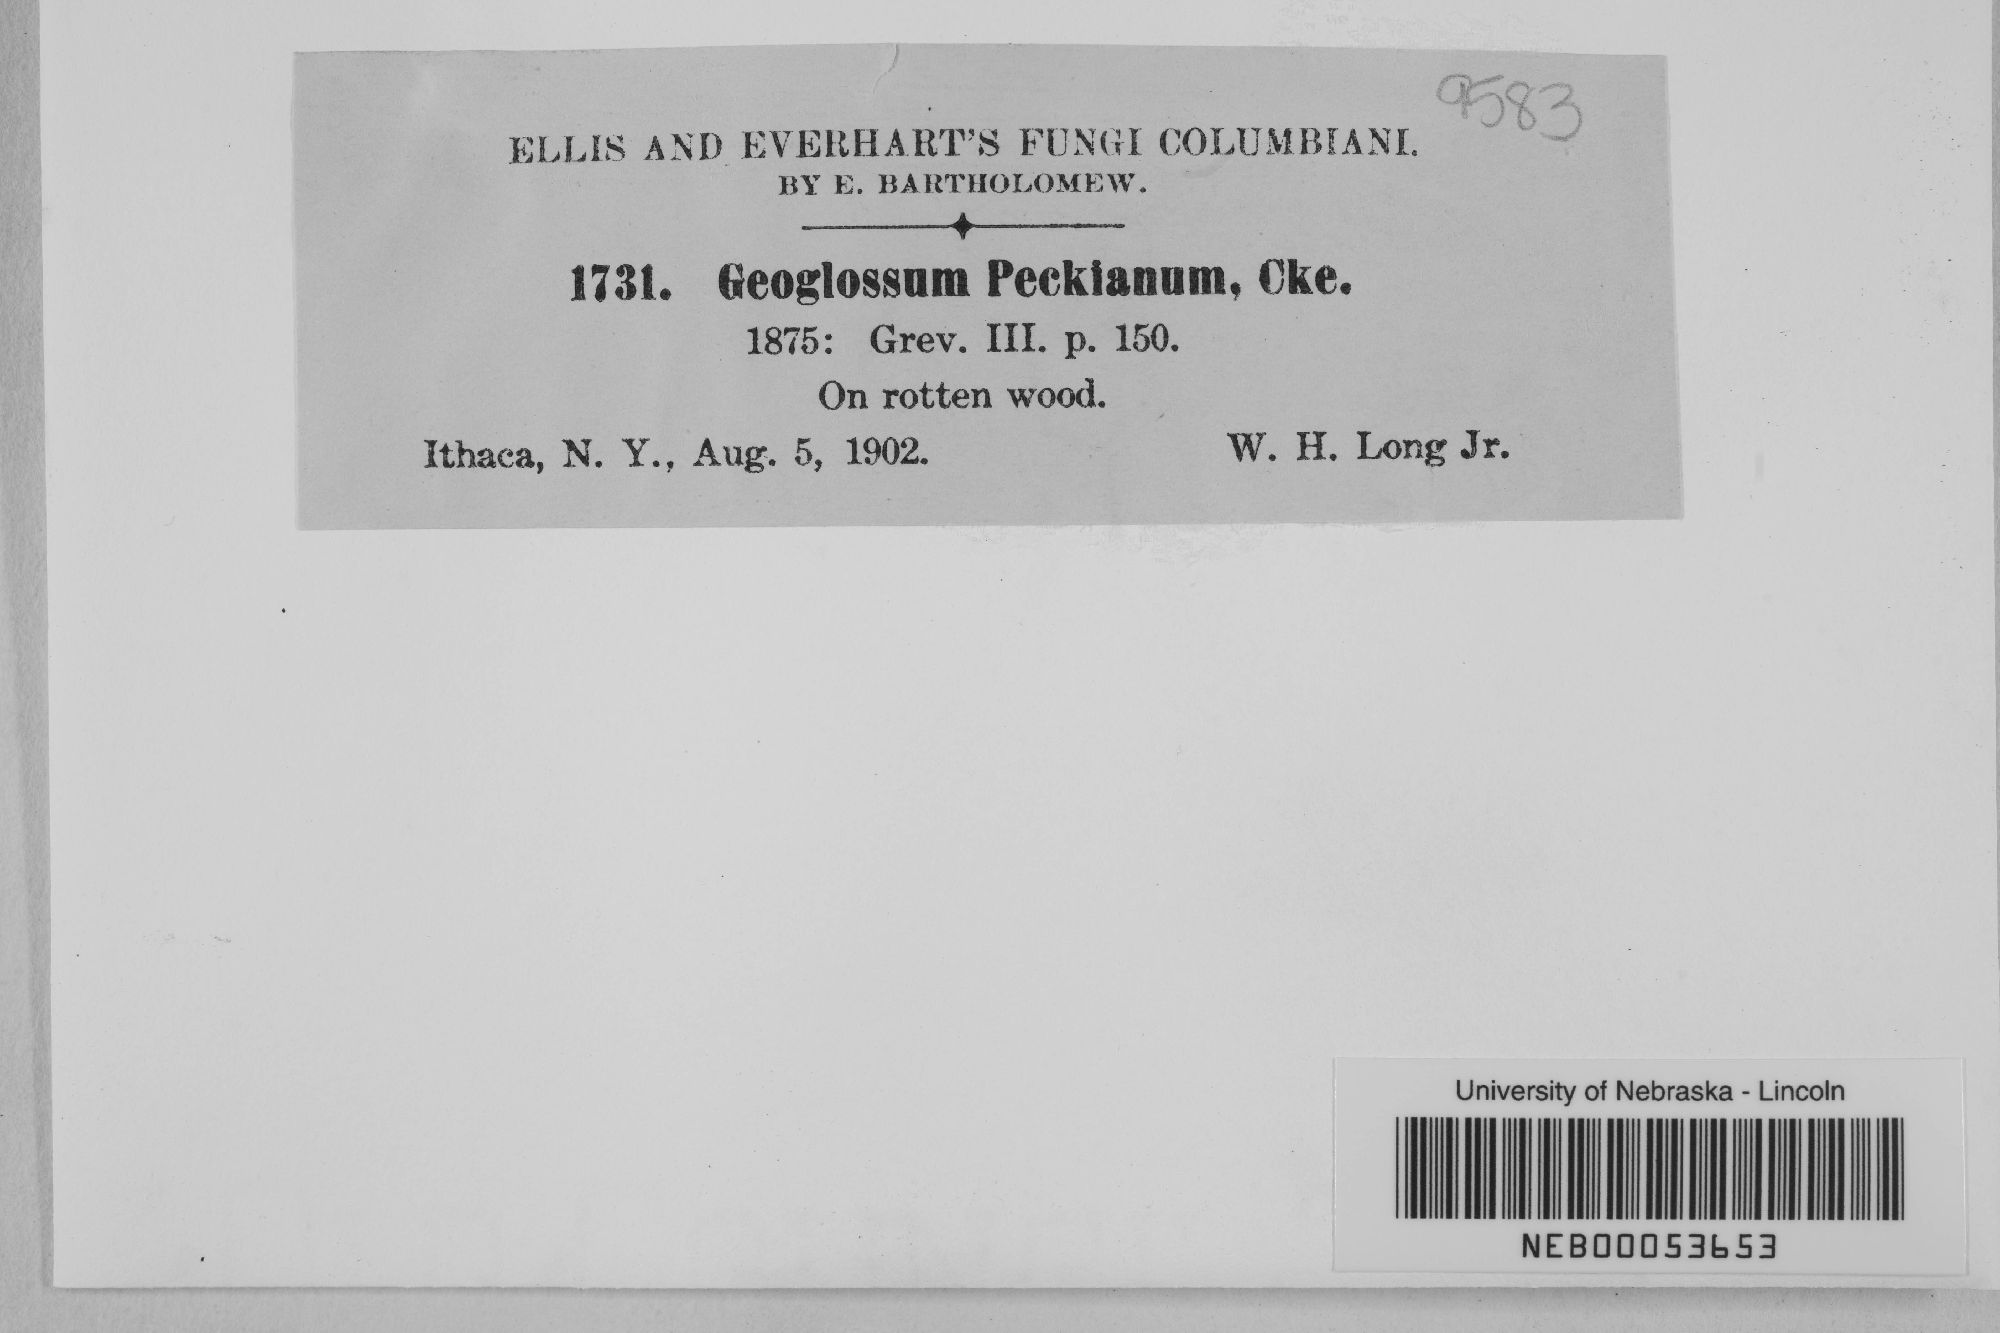 9583
ELLIS AND EVERHART'S FUNGI COLUMBIANI.
BY E. BARTHOLOMEW.
1731. Geoglossum Peckianum, Cke.
1875: Grev. III. p. 150.
On rotten wood.
Ithaca, N. Y., Aug. 5, 1902. W. H. Long Jr.
University of Nebraska - Lincoln
NEB00053653